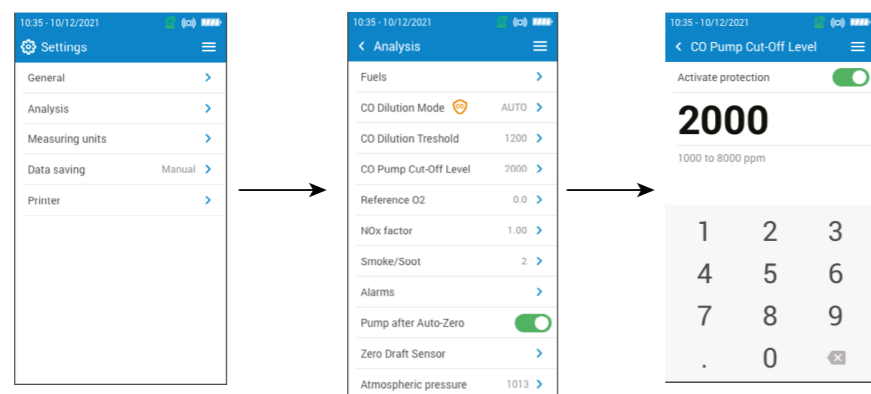 10:35 - 10/12/2021
Settings
General
Analysis
Measuring units
Data saving Manual
Printer
10:35 - 10/12/2021
Analysis
Fuels
CO Dilution Mode CO AUTO
CO Dilution Treshold 1200
CO Pump Cut-Off Level 2000
Reference O2 0.0
NOx factor 1.00
Smoke/Soot 2
Alarms
Pump after Auto-Zero
Zero Draft Sensor
Atmospheric pressure 1013
10:35 - 10/12/2021
CO Pump Cut-Off Level
Activate protection
2000
1000 to 8000 ppm
1 2 3
4 5 6
7 8 9
. 0